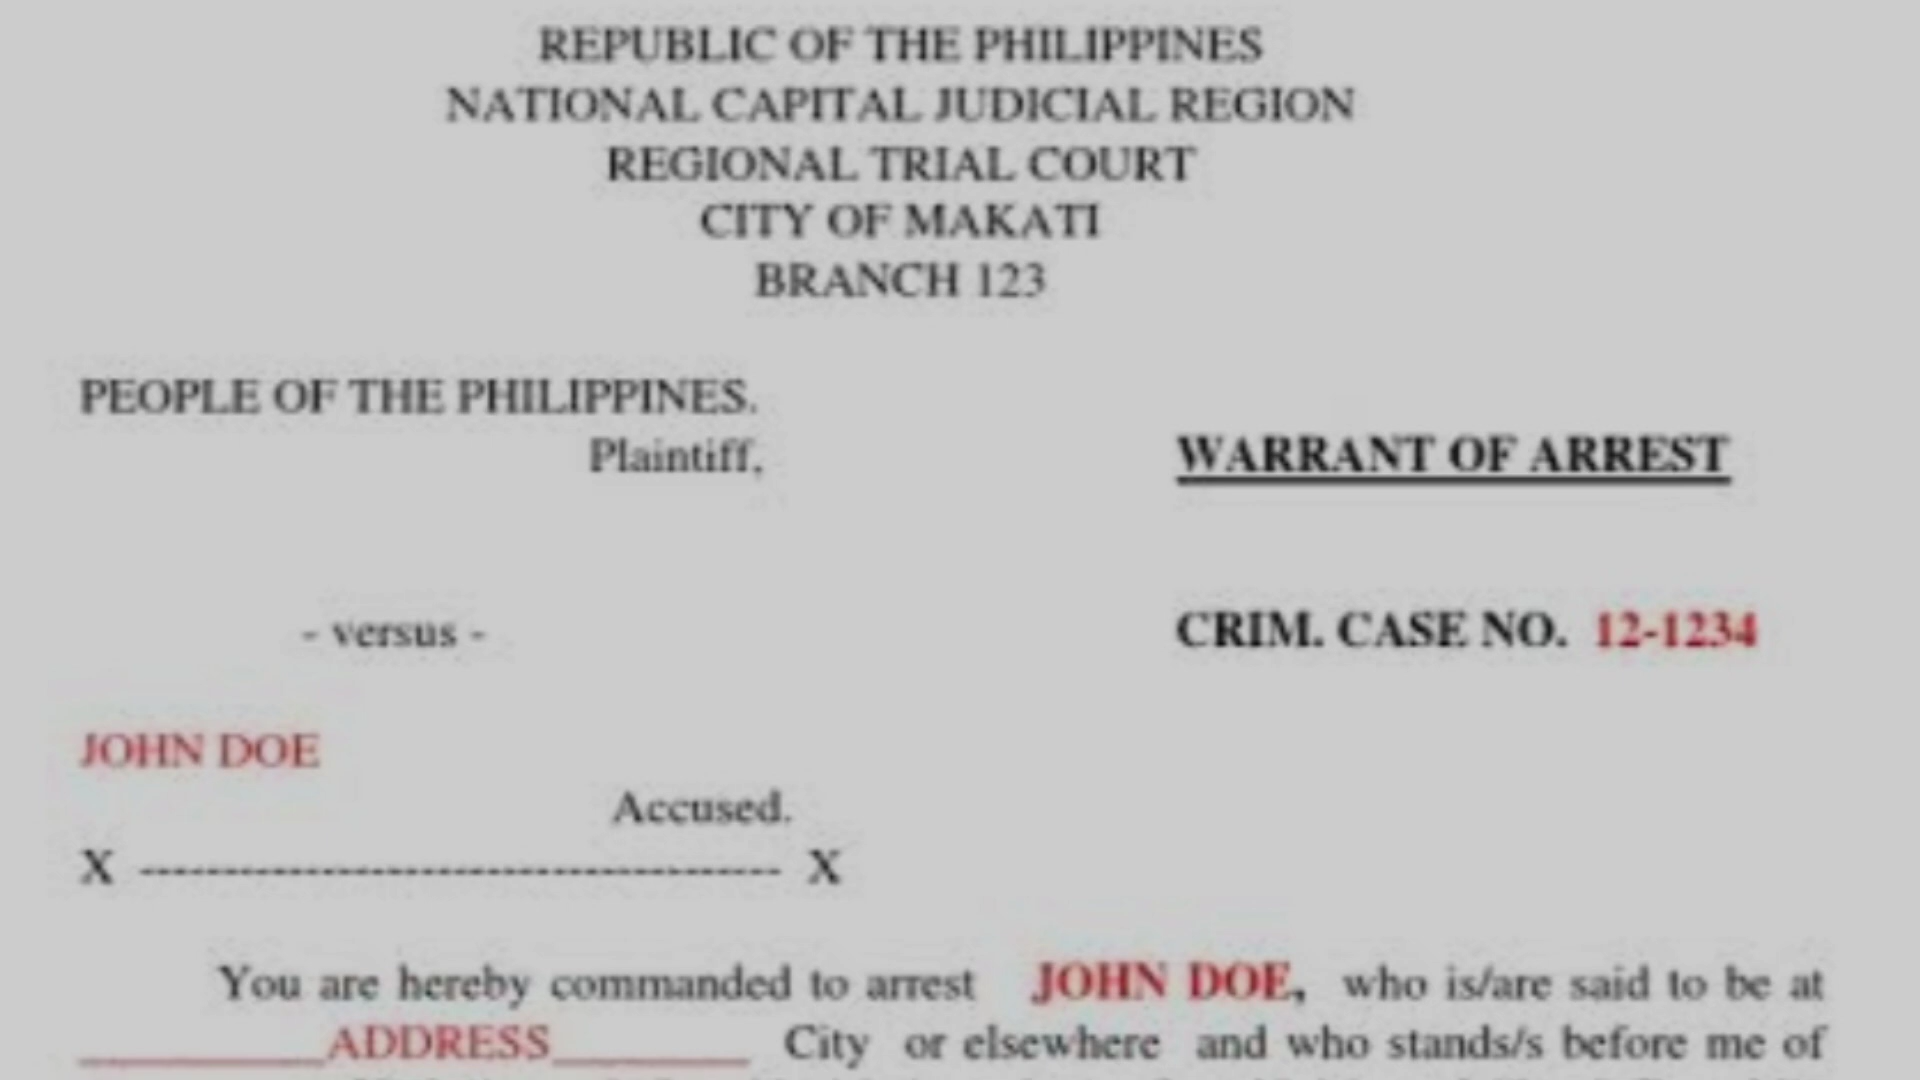 REPUBLIC OF THE PHILIPPINES
NATIONAL CAPITAL JUDICIAL REGION
REGIONAL TRIAL COURT
CITY OF MAKATI
BRANCH 123
PEOPLE OF THE PHILIPPINES.
Plaintiff,
WARRANT OF ARREST
- versus -
CRIM. CASE NO. 12-1234
JOHN DOE
Accused.
X ------------------------------------- X
You are hereby commanded to arrest JOHN DOE, who is/are said to be at
__________ADDRESS________ City or elsewhere and who stands/s before me of